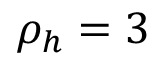 ρ_h = 3